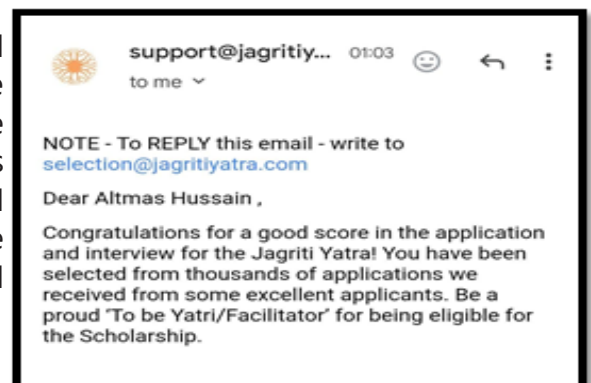 support@jagritiy... 01:03
to me
NOTE - To REPLY this email - write to
selection@jagritiyatra.com
Dear Altmas Hussain ,
Congratulations for a good score in the application
and interview for the Jagriti Yatra! You have been
selected from thousands of applications we
received from some excellent applicants. Be a
proud 'To be Yatri/Facilitator' for being eligible for
the Scholarship.